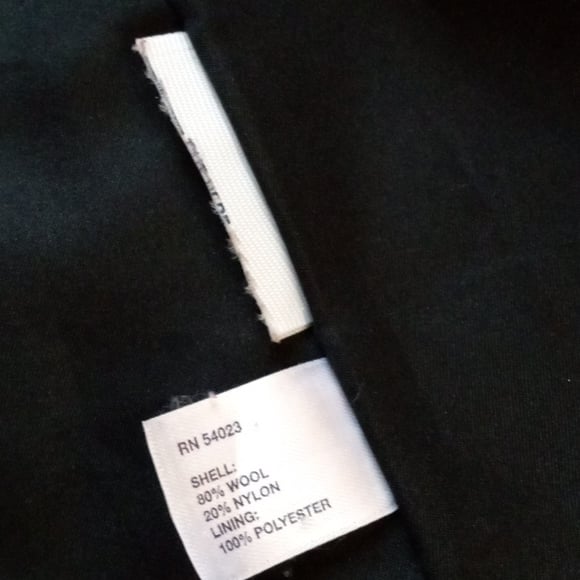 RN 54023
SHELL:
80% WOOL
20% NYLON
LINING:
100% POLYESTER